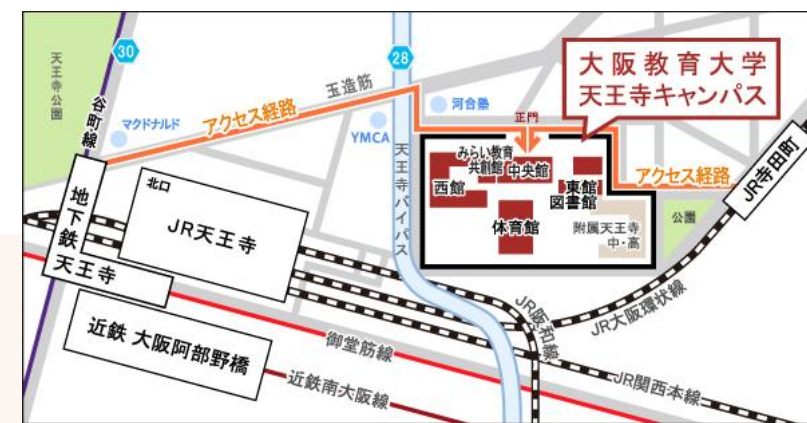 30
28
大阪教育大学
天王寺キャンパス
天王寺公園
谷町線
玉造筋
河合塾
マクドナルド
アクセス経路
YMCA
正門
みらい教育
共創館
中央館
西館
東館
図書館
体育館
附属天王寺
中・高
アクセス経路
公園
JR寺田町
天王寺バイパス
北口
JR天王寺
地下鉄
天王寺
近鉄 大阪阿部野橋
御堂筋線
近鉄南大阪線
JR阪和線
JR大阪環状線
JR関西本線